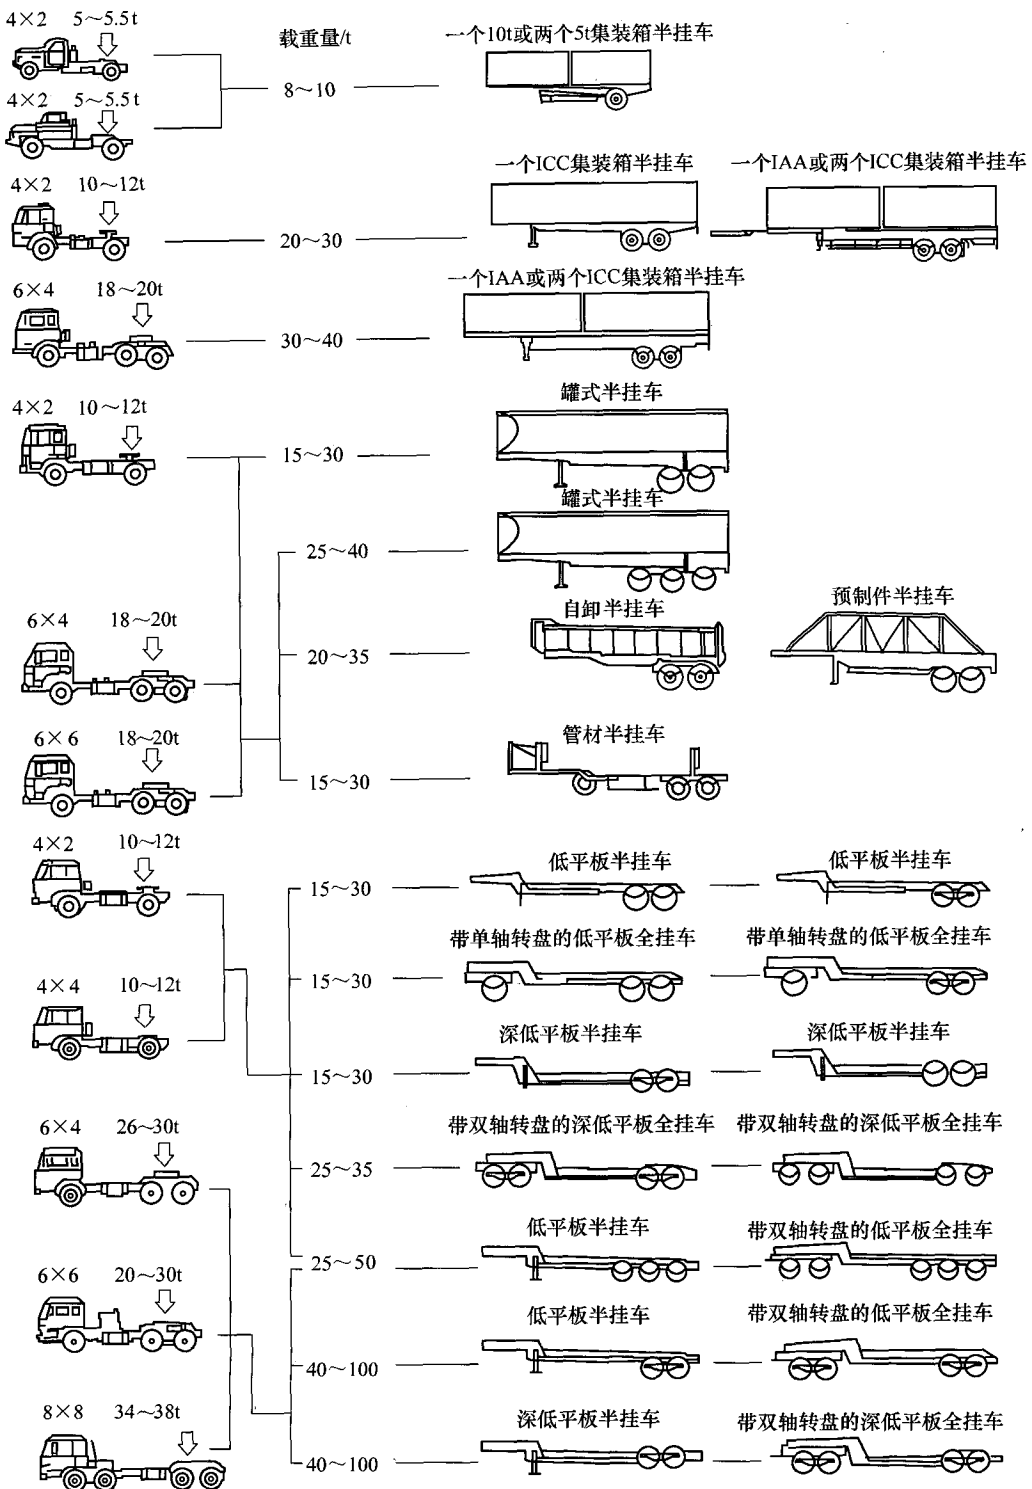 4×2 5～5.5t
载重量/t
一个10t或两个5t集装箱半挂车
8～10
4×2 5～5.5t
一个ICC集装箱半挂车 一个IAA或两个ICC集装箱半挂车
4×2 10～12t
20～30
一个IAA或两个ICC集装箱半挂车
6×4 18～20t
30～40
罐式半挂车
4×2 10～12t
15～30
罐式半挂车
25～40
自卸半挂车 预制件半挂车
6×4 18～20t
20～35
管材半挂车
6×6 18～20t
15～30
4×2 10～12t
低平板半挂车 低平板半挂车
15～30
带单轴转盘的低平板全挂车 带单轴转盘的低平板全挂车
15～30
4×4 10～12t
深低平板半挂车 深低平板半挂车
15～30
6×4 26～30t
带双轴转盘的深低平板全挂车 带双轴转盘的深低平板全挂车
25～35
低平板半挂车 带双轴转盘的低平板全挂车
25～50
6×6 20～30t
低平板半挂车 带双轴转盘的低平板全挂车
40～100
8×8 34～38t
深低平板半挂车 带双轴转盘的深低平板全挂车
40～100